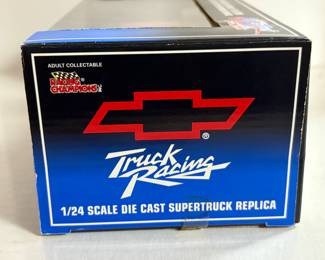 ADULT COLLECTABLE
RACING
CHAMPIONS
®
Truck
Racing
1/24 SCALE DIE CAST SUPERTRUCK REPLICA